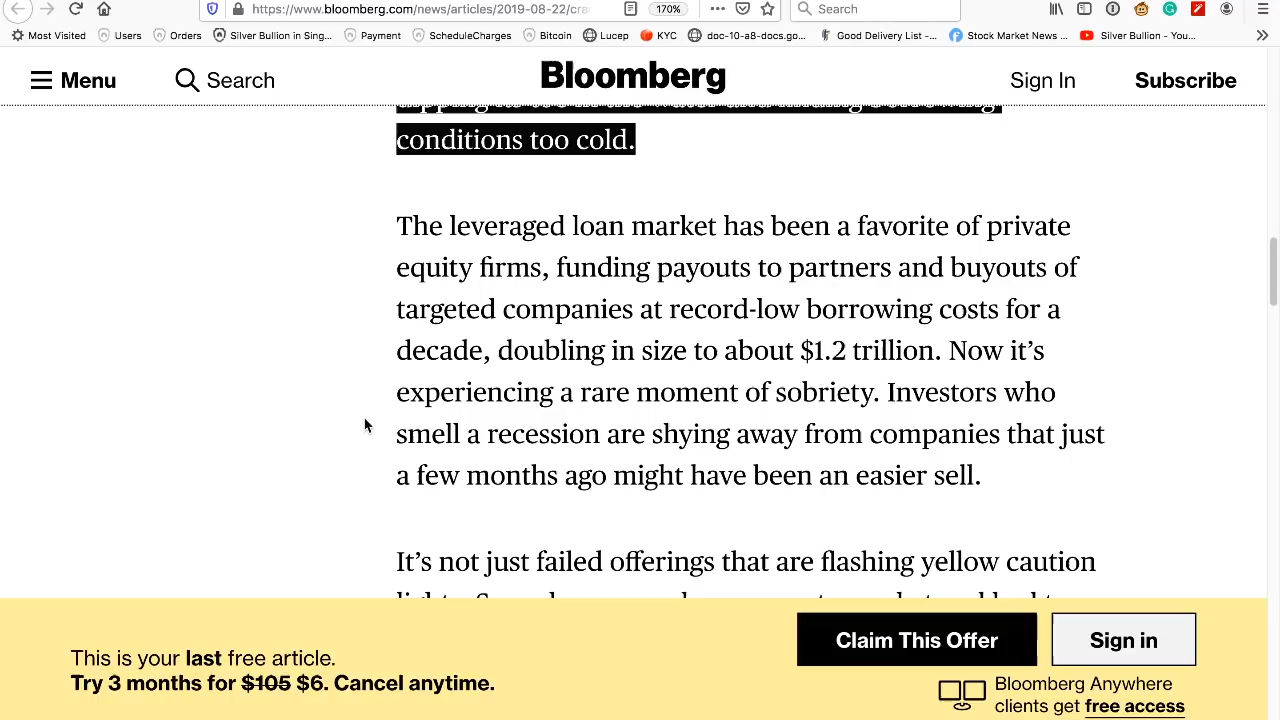 https://www.bloomberg.com/news/articles/2019-08-22/cra
170%
Search
Most Visited Users Orders Silver Bullion in Sing... Payment ScheduleCharges Bitcoin Lucep KYC doc-10-a8-docs.go... Good Delivery List -... Stock Market News ... Silver Bullion - You...
Menu Search Bloomberg Sign In Subscribe
conditions too cold.
The leveraged loan market has been a favorite of private
equity firms, funding payouts to partners and buyouts of
targeted companies at record-low borrowing costs for a
decade, doubling in size to about $1.2 trillion. Now it’s
experiencing a rare moment of sobriety. Investors who
smell a recession are shying away from companies that just
a few months ago might have been an easier sell.
It’s not just failed offerings that are flashing yellow caution
This is your last free article.
Try 3 months for $105 $6. Cancel anytime.
Claim This Offer Sign in
Bloomberg Anywhere
clients get free access